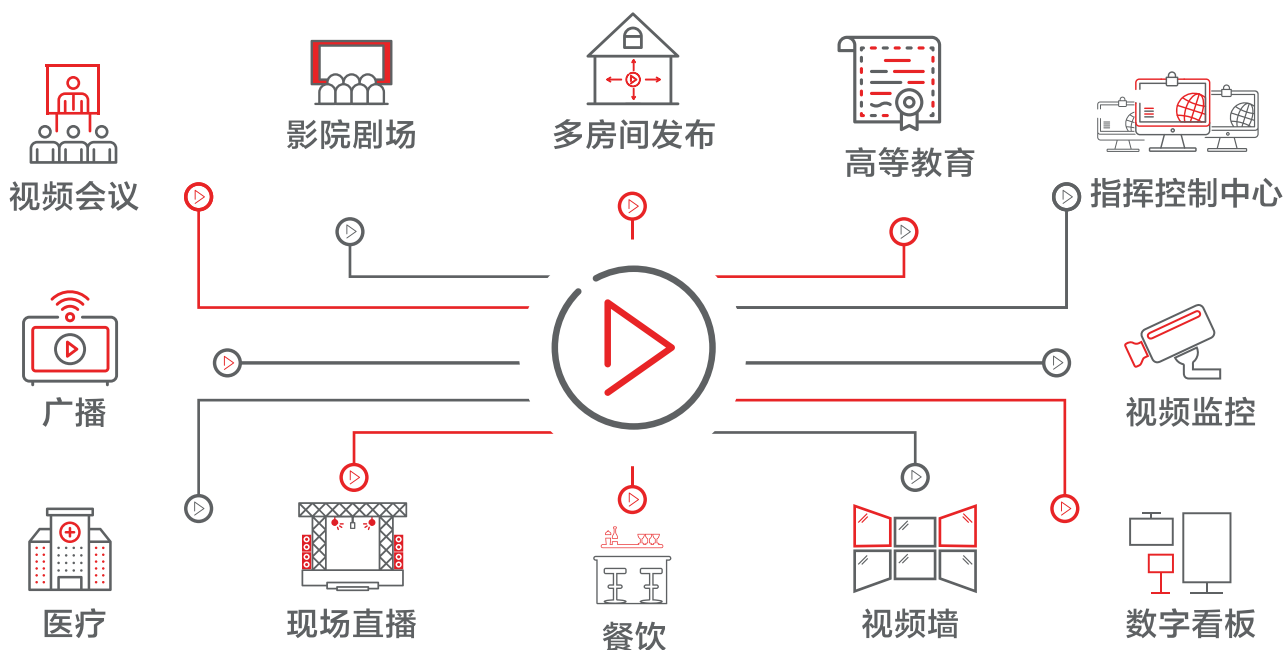 影院剧场
多房间发布
高等教育
视频会议
指挥控制中心
广播
视频监控
医疗
现场直播
餐饮
视频墙
数字看板